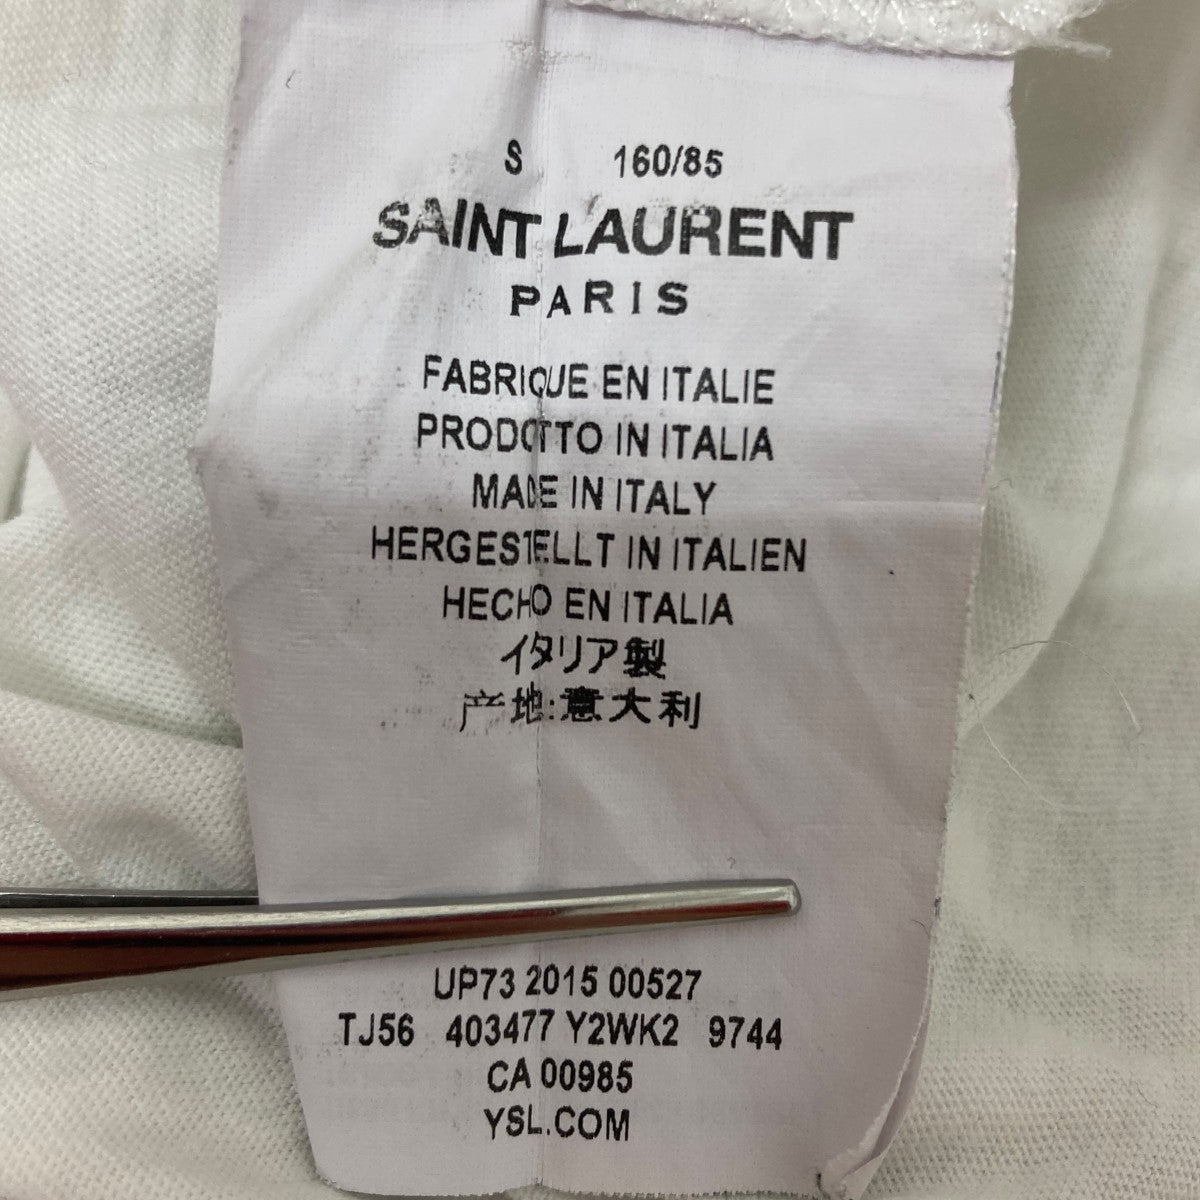 S 160/85
SAINT LAURENT
PARIS
FABRIQUE EN ITALIE
PRODOTTO IN ITALIA
MADE IN ITALY
HERGESTELLT IN ITALIEN
HECHO EN ITALIA
イタリア製
产地:意大利
UP73 2015 00527
TJ56 403477 Y2WK2 9744
CA 00985
YSL.COM